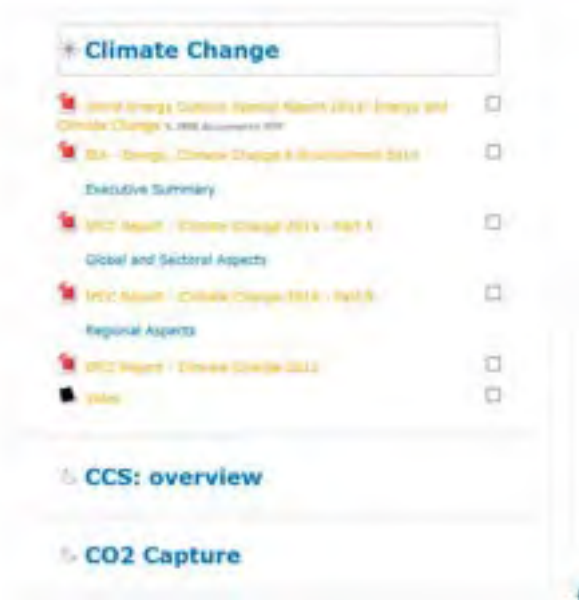 Climate Change
World Energy Outlook Special Report 2015: Energy and
Climate Change
IEA - Energy, Climate Change & Environment 2014
Executive Summary
IPCC Report - Climate Change 2014 - Part A
Global and Sectoral Aspects
IPCC Report - Climate Change 2014 - Part B
Regional Aspects
IPCC Report - Climate Change
Video
CCS: overview
CO2 Capture